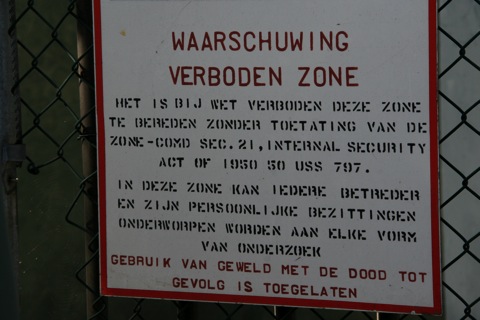 WAARSCHUWING
VERBODEN ZONE
HET IS BIJ WET VERBODEN DEZE ZONE
TE BEREDEN ZONDER TOETATING VAN DE
ZONE-COMD SEC. 21, INTERNAL SECURITY
ACT OF 1950 50 USS 797.
IN DEZE ZONE KAN IEDERE BETREDER
EN ZIJN PERSOONLIJKE BEZITTINGEN
ONDERWORPEN WORDEN AAN ELKE VORM
VAN ONDERZOEK
GEBRUIK VAN GEWELD MET DE DOOD TOT
GEVOLG IS TOEGELATEN